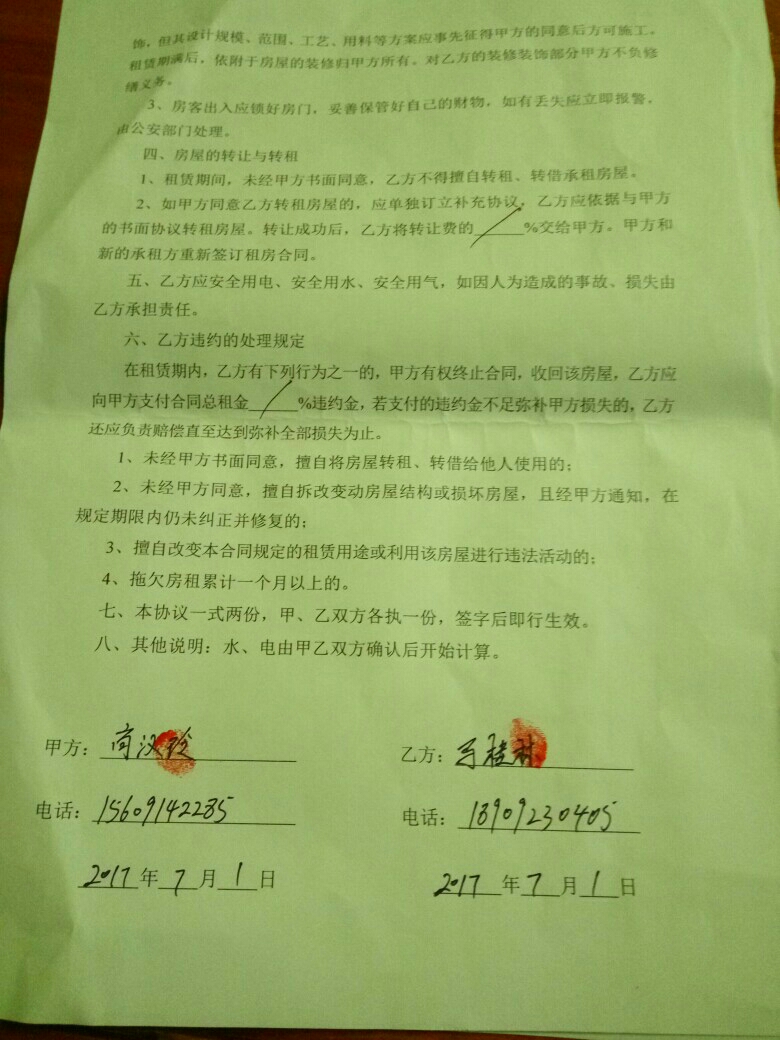 饰，但其设计规模、范围、工艺、用料等方案应事先征得甲方的同意后方可施工。
租赁期满后，依附于房屋的装修归甲方所有。对乙方的装修装饰部分甲方不负修
缮义务。
3、房客出入应锁好房门，妥善保管好自己的财物，如有丢失应立即报警，
由公安部门处理。
四、房屋的转让与转租
1、租赁期间，未经甲方书面同意，乙方不得擅自转租、转借承租房屋。
2、如甲方同意乙方转租房屋的，应单独订立补充协议，乙方应依据与甲方
的书面协议转租房屋。转让成功后，乙方将转让费的____%交给甲方。甲方和
新的承租方重新签订租房合同。
五、乙方应安全用电、安全用水、安全用气，如因人为造成的事故、损失由
乙方承担责任。
六、乙方违约的处理规定
在租赁期内，乙方有下列行为之一的，甲方有权终止合同，收回该房屋，乙方应
向甲方支付合同总租金____%违约金，若支付的违约金不足弥补甲方损失的，乙方
还应负责赔偿直至达到弥补全部损失为止。
1、未经甲方书面同意，擅自将房屋转租、转借给他人使用的；
2、未经甲方同意，擅自拆改变动房屋结构或损坏房屋，且经甲方通知，在
规定期限内仍未纠正并修复的；
3、擅自改变本合同规定的租赁用途或利用该房屋进行违法活动的；
4、拖欠房租累计一个月以上的。
七、本协议一式两份，甲、乙双方各执一份，签字后即行生效。
八、其他说明：水、电由甲乙双方确认后开始计算。
甲方： 乙方：
电话：15609142285 电话：18909230405
2017年7月1日 2017年7月1日